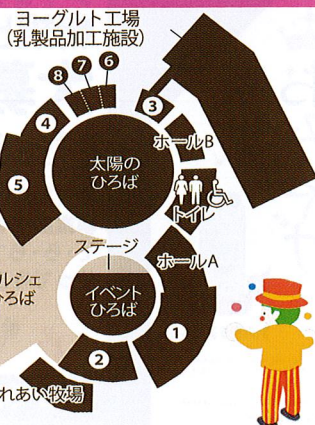 ヨーグルト工場
（乳製品加工施設）
8
7
6
3
4
ホールB
太陽の
ひろば
5
トイレ
ステージ
ホールA
ルシェ
ろば
イベント
ひろば
1
2
れあい牧場